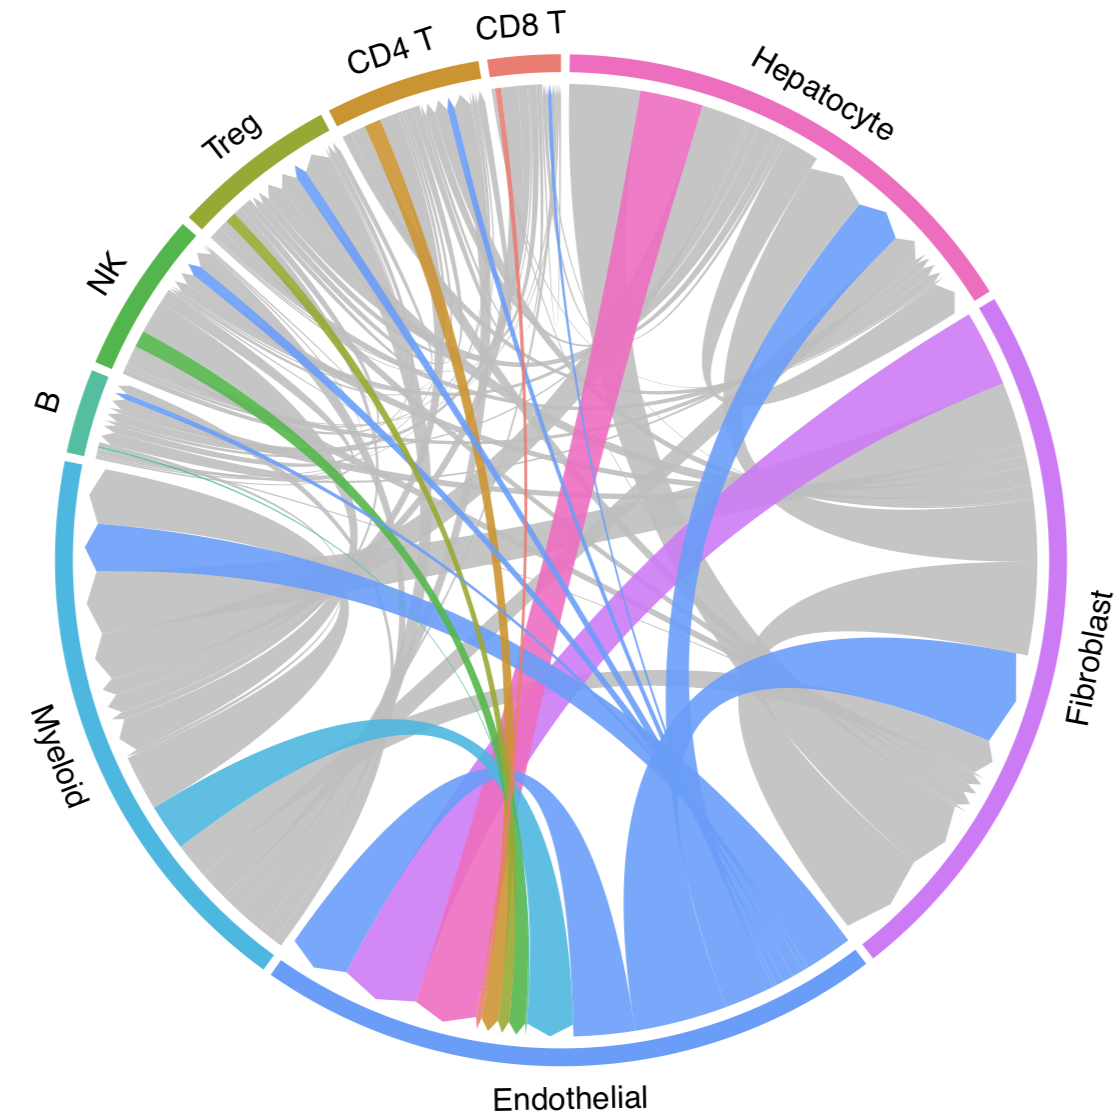 CD8 T
Hepatocyte
CD4 T
Treg
NK
B
Fibroblast
Myeloid
Endothelial